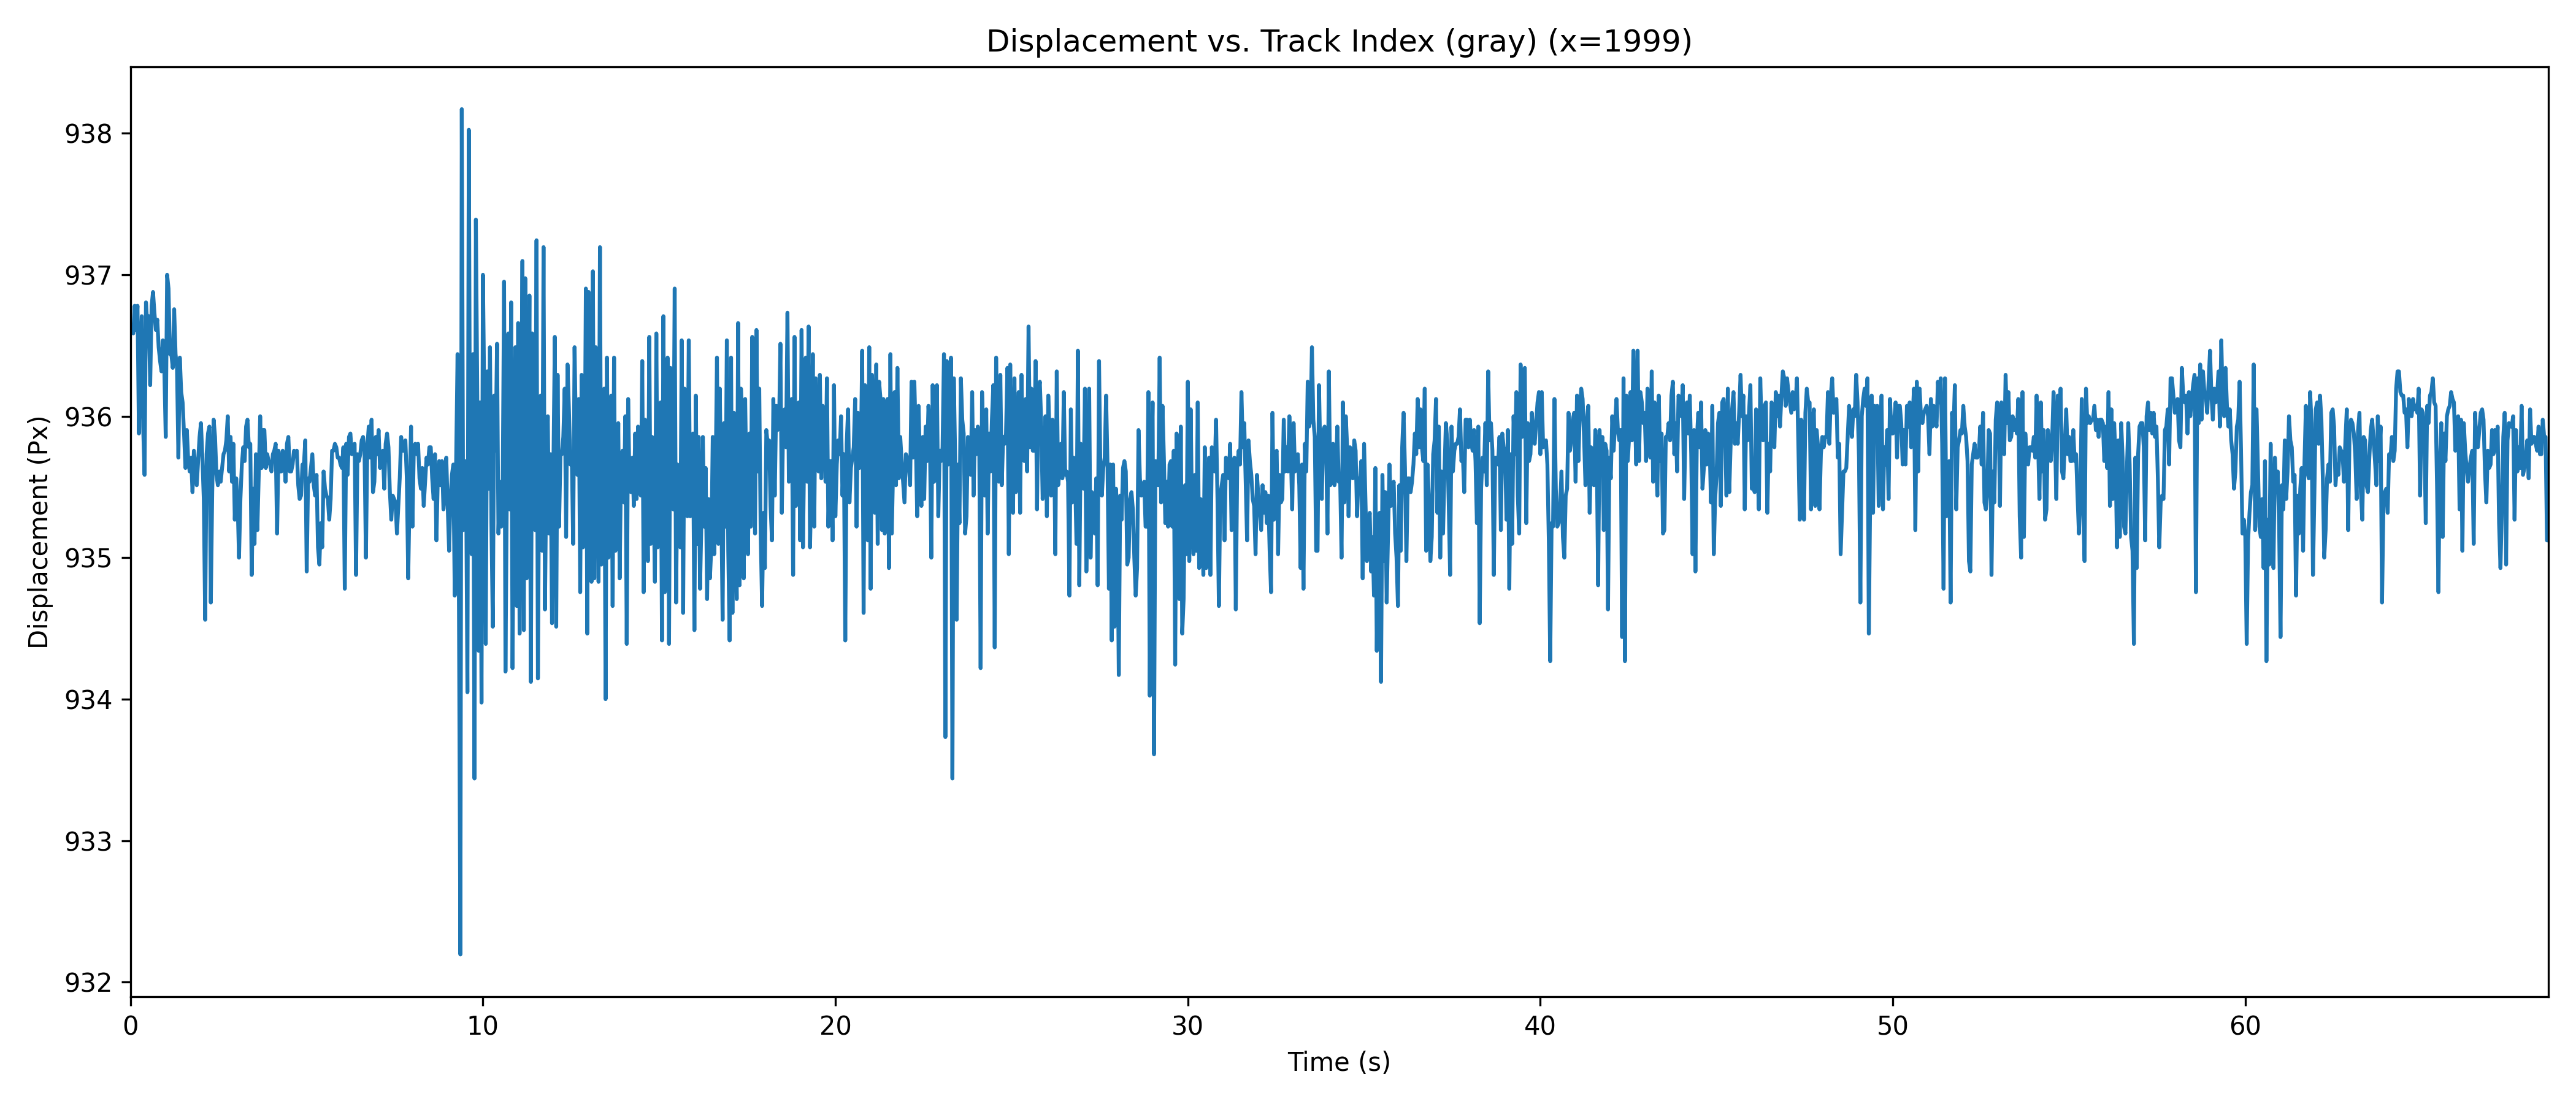 Displacement vs. Track Index (gray) (x=1999)
Displacement (Px)
938
937
936
935
934
933
932
0 10 20 30 40 50 60
Time (s)